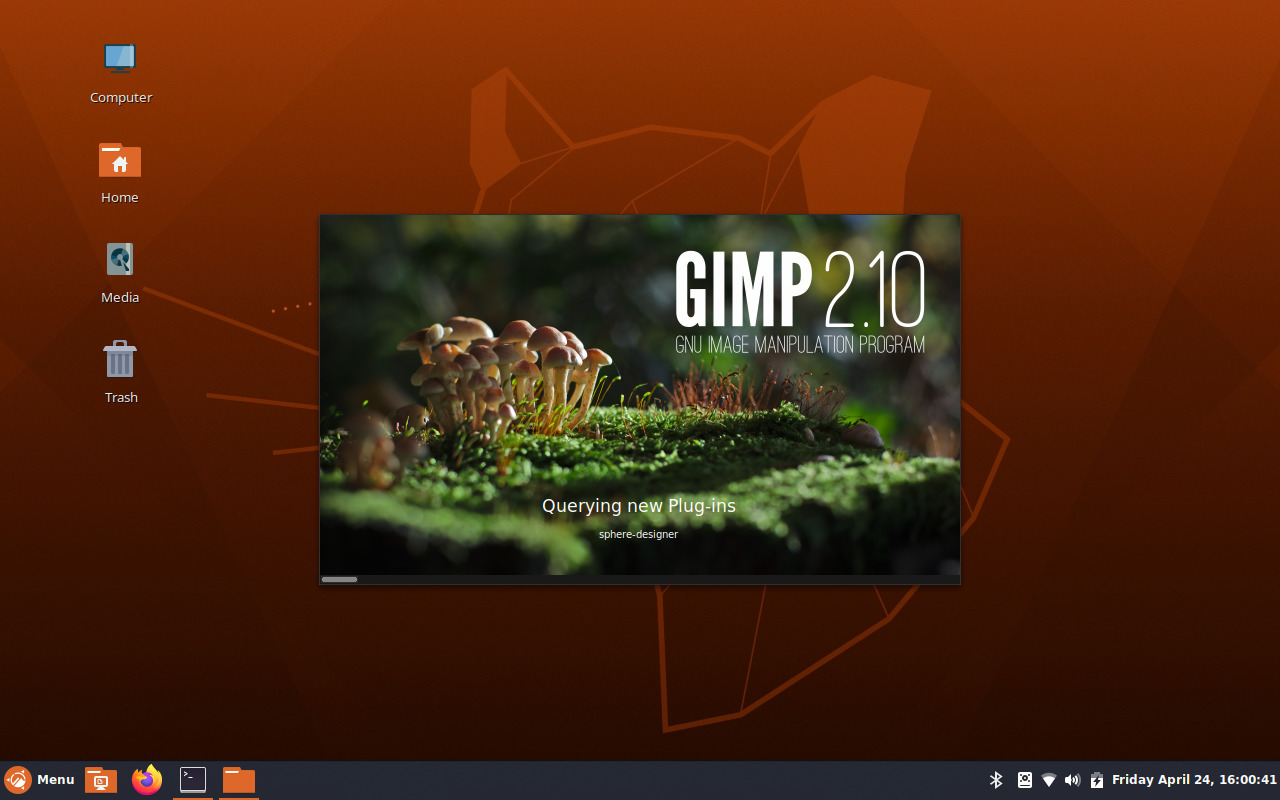 Computer
Home
Media
Trash
GIMP 2.10
GNU IMAGE MANIPULATION PROGRAM
Querying new Plug-ins
sphere-designer
Menu
Friday April 24, 16:00:41